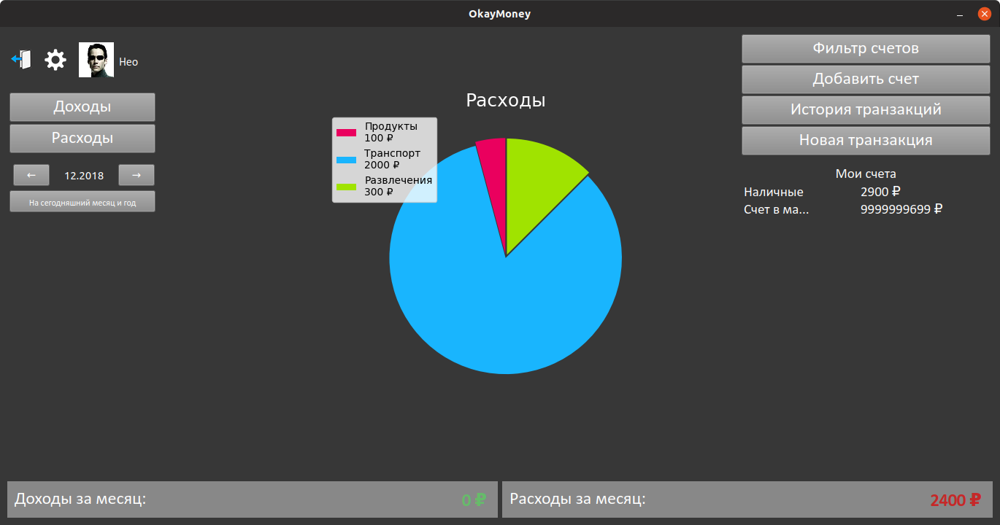 OkayMoney
Нео
Доходы
Расходы
← 12.2018 →
На сегодняшний месяц и год
Расходы
Продукты
100 ₽
Транспорт
2000 ₽
Развлечения
300 ₽
Фильтр счетов
Добавить счет
История транзакций
Новая транзакция
Мои счета
Наличные 2900 ₽
Счет в ма... 9999999699 ₽
Доходы за месяц: 0 ₽
Расходы за месяц: 2400 ₽